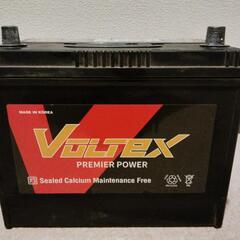 MADE IN KOREA
VOLTEX
PREMIER POWER
Sealed Calcium Maintenance Free